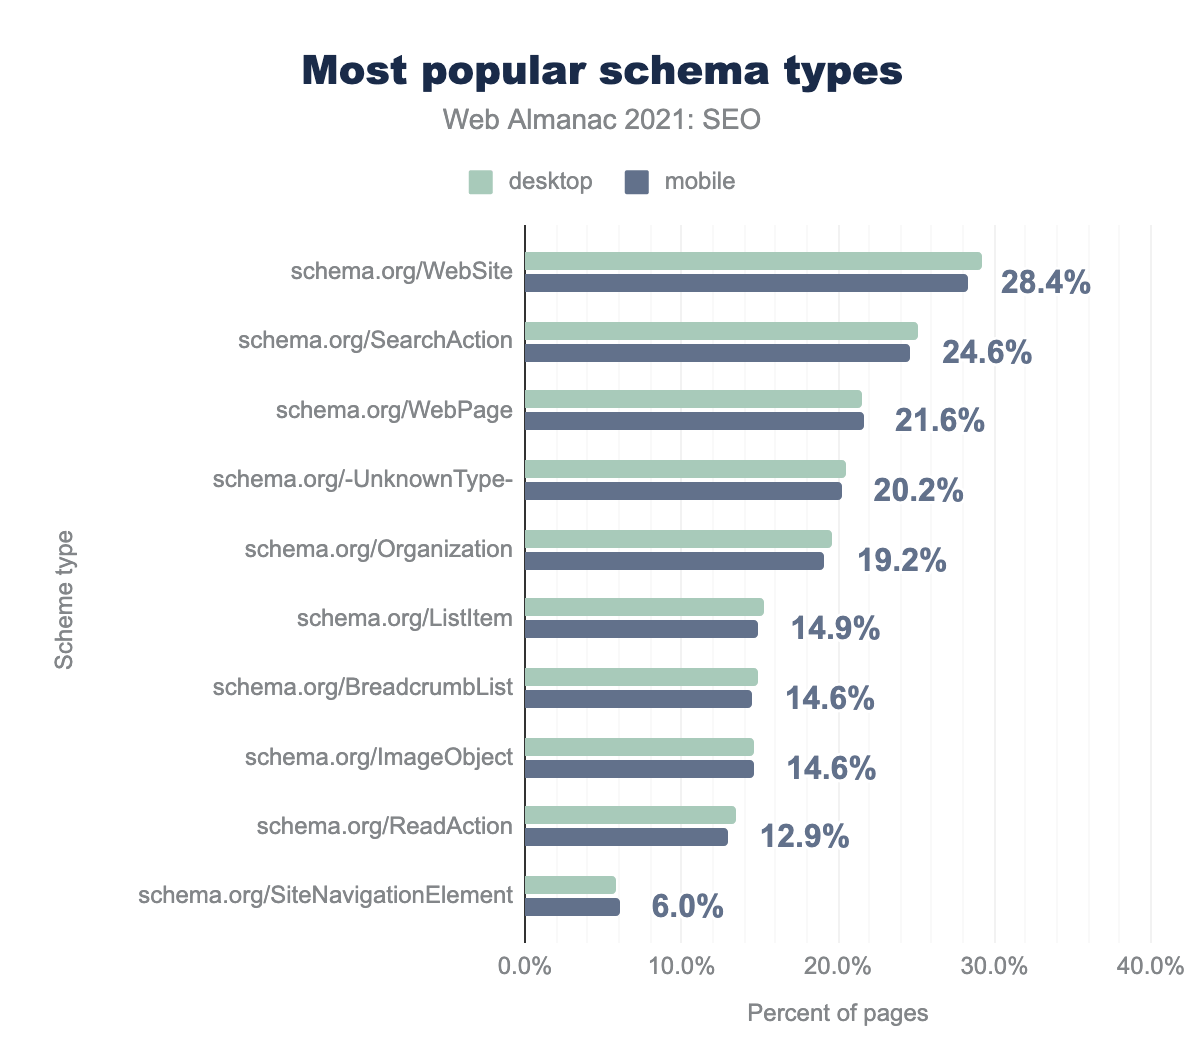 Most popular schema types
Web Almanac 2021: SEO
desktop mobile
schema.org/WebSite 28.4%
schema.org/SearchAction 24.6%
schema.org/WebPage 21.6%
schema.org/-UnknownType- 20.2%
schema.org/Organization 19.2%
schema.org/ListItem 14.9%
schema.org/BreadcrumbList 14.6%
schema.org/ImageObject 14.6%
schema.org/ReadAction 12.9%
schema.org/SiteNavigationElement 6.0%
Scheme type
0.0% 10.0% 20.0% 30.0% 40.0%
Percent of pages